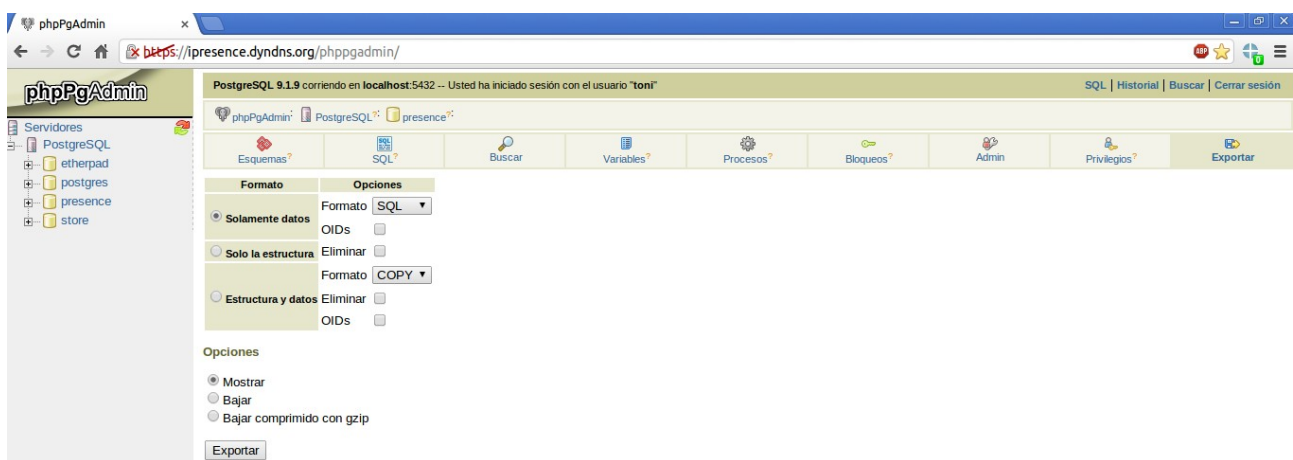 phpPgAdmin
https://ipresence.dyndns.org/phppgadmin/
ABP
0
phpPgAdmin
PostgreSQL 9.1.9 corriendo en localhost:5432 -- Usted ha iniciado sesión con el usuario "toni"
SQL | Historial | Buscar | Cerrar sesión
phpPgAdmin: PostgreSQL?: presence?:
Servidores
PostgreSQL
etherpad
postgres
presence
store
SQL
Esquemas? SQL? Buscar Variables? Procesos? Bloqueos? Admin Privilegios? Exportar
Formato Opciones
Solamente datos Formato SQL
OIDs
Solo la estructura Eliminar
Formato COPY
Estructura y datos Eliminar
OIDs
Opciones
Mostrar
Bajar
Bajar comprimido con gzip
Exportar